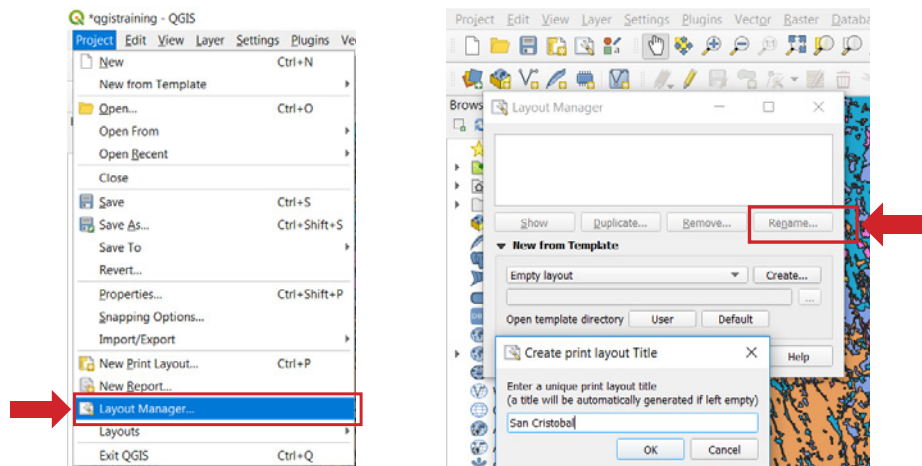 *qgistraining - QGIS
Project Edit View Layer Settings Plugins Ve
New Ctrl+N
New from Template
Open... Ctrl+O
Open From
Open Recent
Close
Save Ctrl+S
Save As... Ctrl+Shift+S
Save To
Revert...
Properties... Ctrl+Shift+P
Snapping Options...
Import/Export
New Print Layout... Ctrl+P
New Report...
Layout Manager...
Layouts
Exit QGIS Ctrl+Q
Project Edit View Layer Settings Plugins Vector Raster Databa
Brows
Layout Manager
Show Duplicate... Remove... Rename...
New from Template
Empty layout Create...
...
Open template directory User Default
Help
Create print layout Title
Enter a unique print layout title
(a title will be automatically generated if left empty)
San Cristobal
OK Cancel